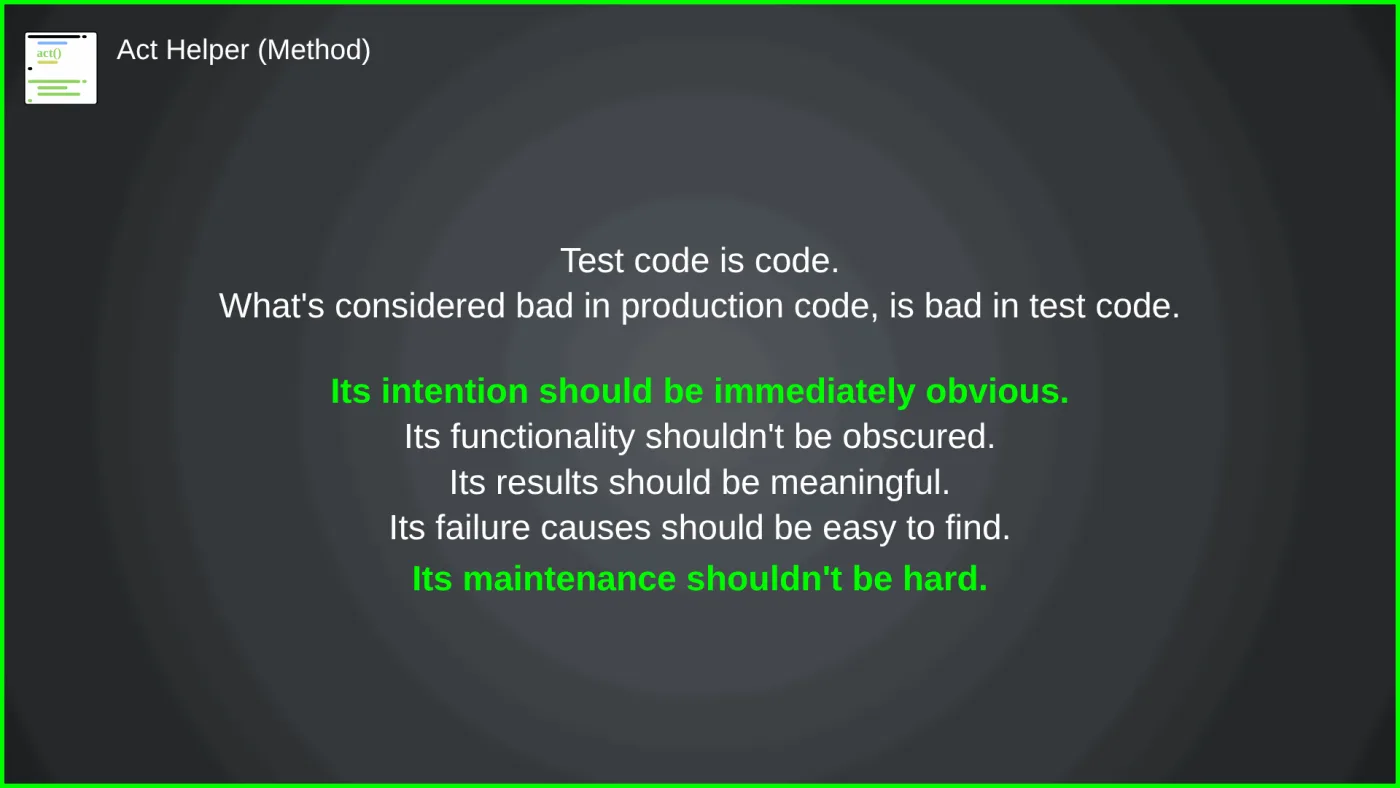 act()
Act Helper (Method)
Test code is code.
What's considered bad in production code, is bad in test code.
Its intention should be immediately obvious.
Its functionality shouldn't be obscured.
Its results should be meaningful.
Its failure causes should be easy to find.
Its maintenance shouldn't be hard.